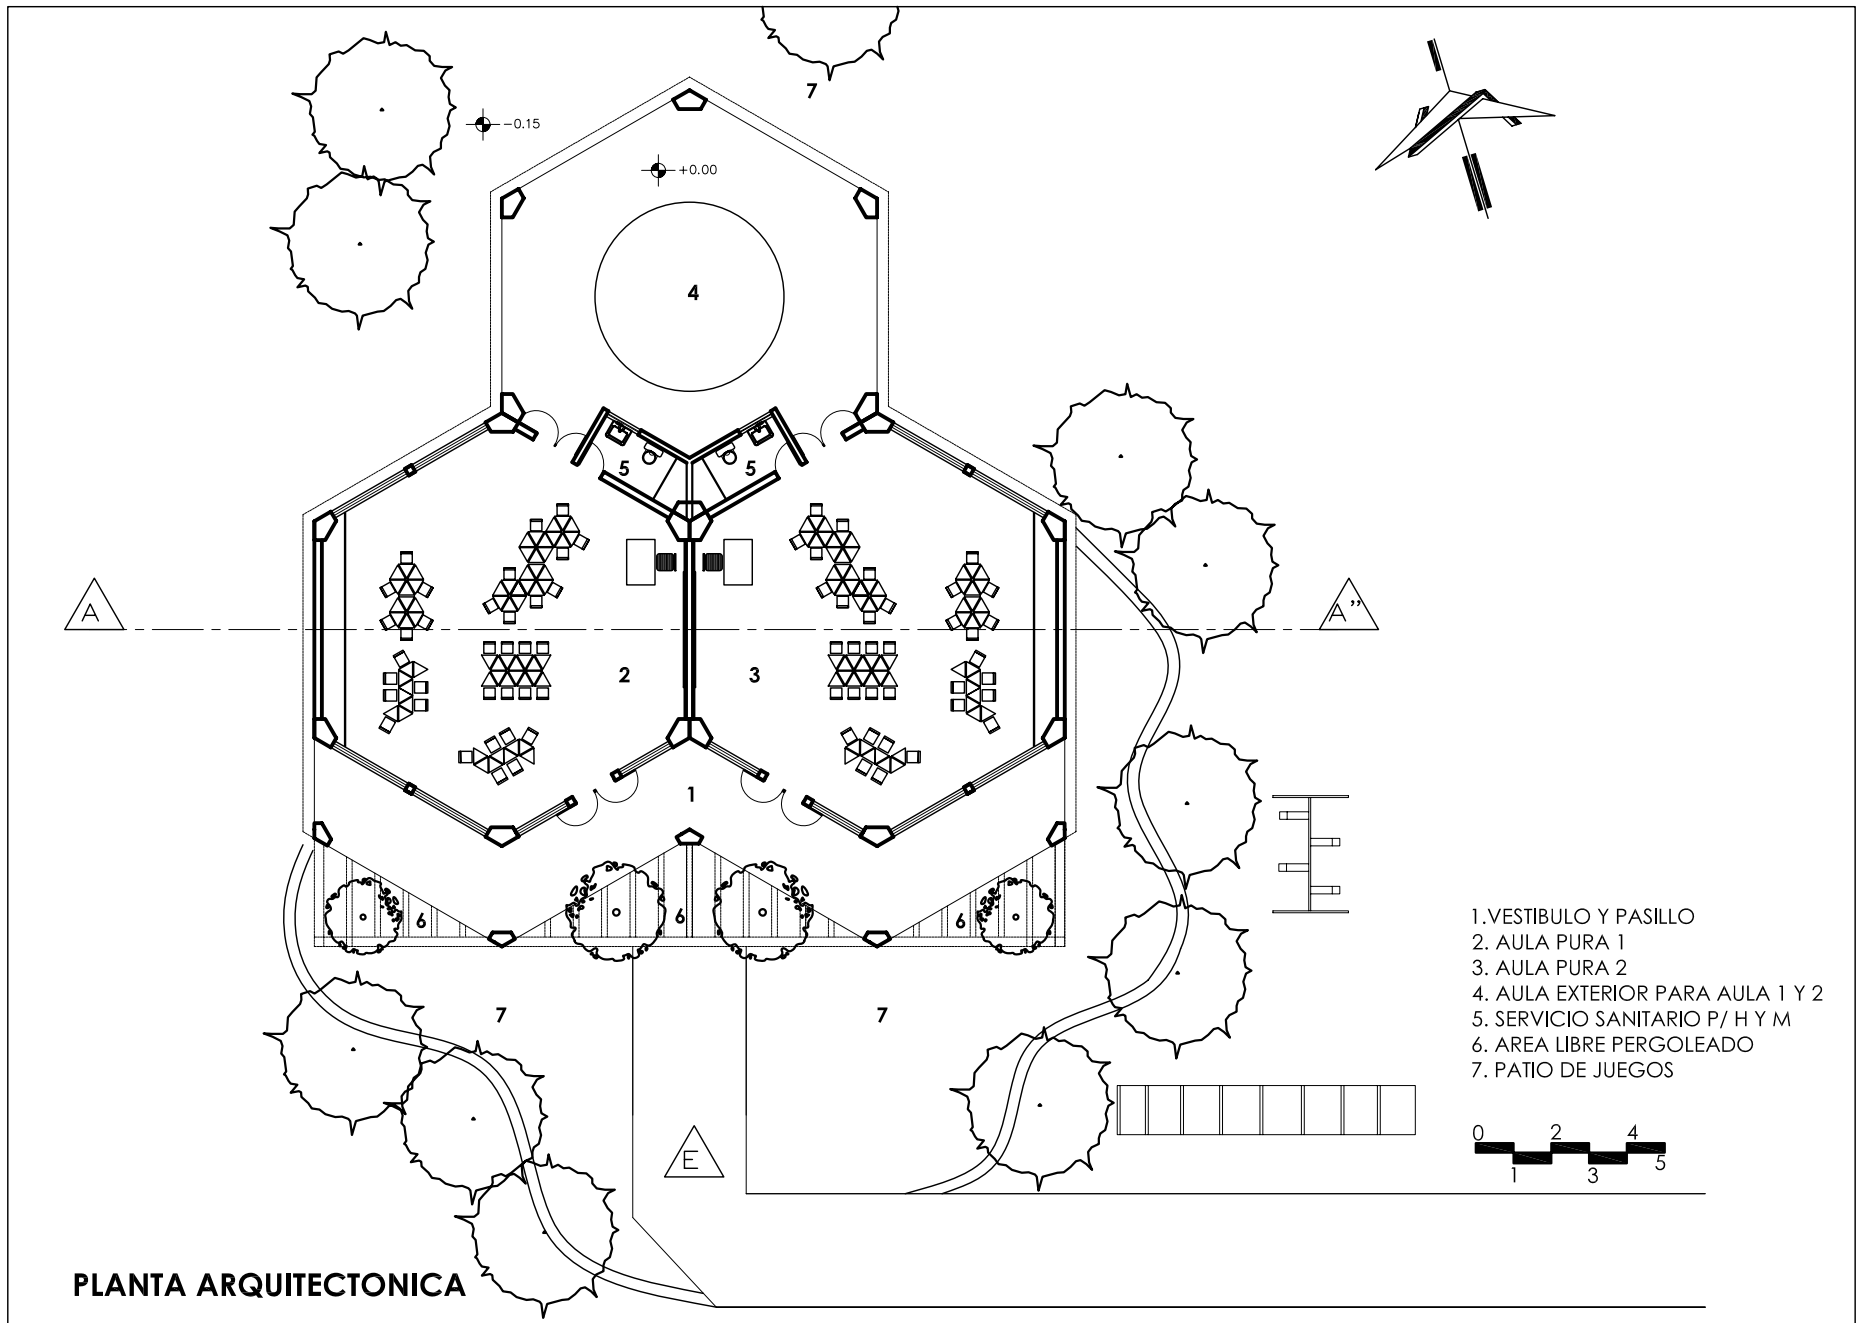 7
-0.15
+0.00
4
5 5
A A''
2 3
1
6 6 6
7 7
1.VESTIBULO Y PASILLO
2. AULA PURA 1
3. AULA PURA 2
4. AULA EXTERIOR PARA AULA 1 Y 2
5. SERVICIO SANITARIO P/ H Y M
6. AREA LIBRE PERGOLEADO
7. PATIO DE JUEGOS
0 2 4
1 3 5
E
PLANTA ARQUITECTONICA